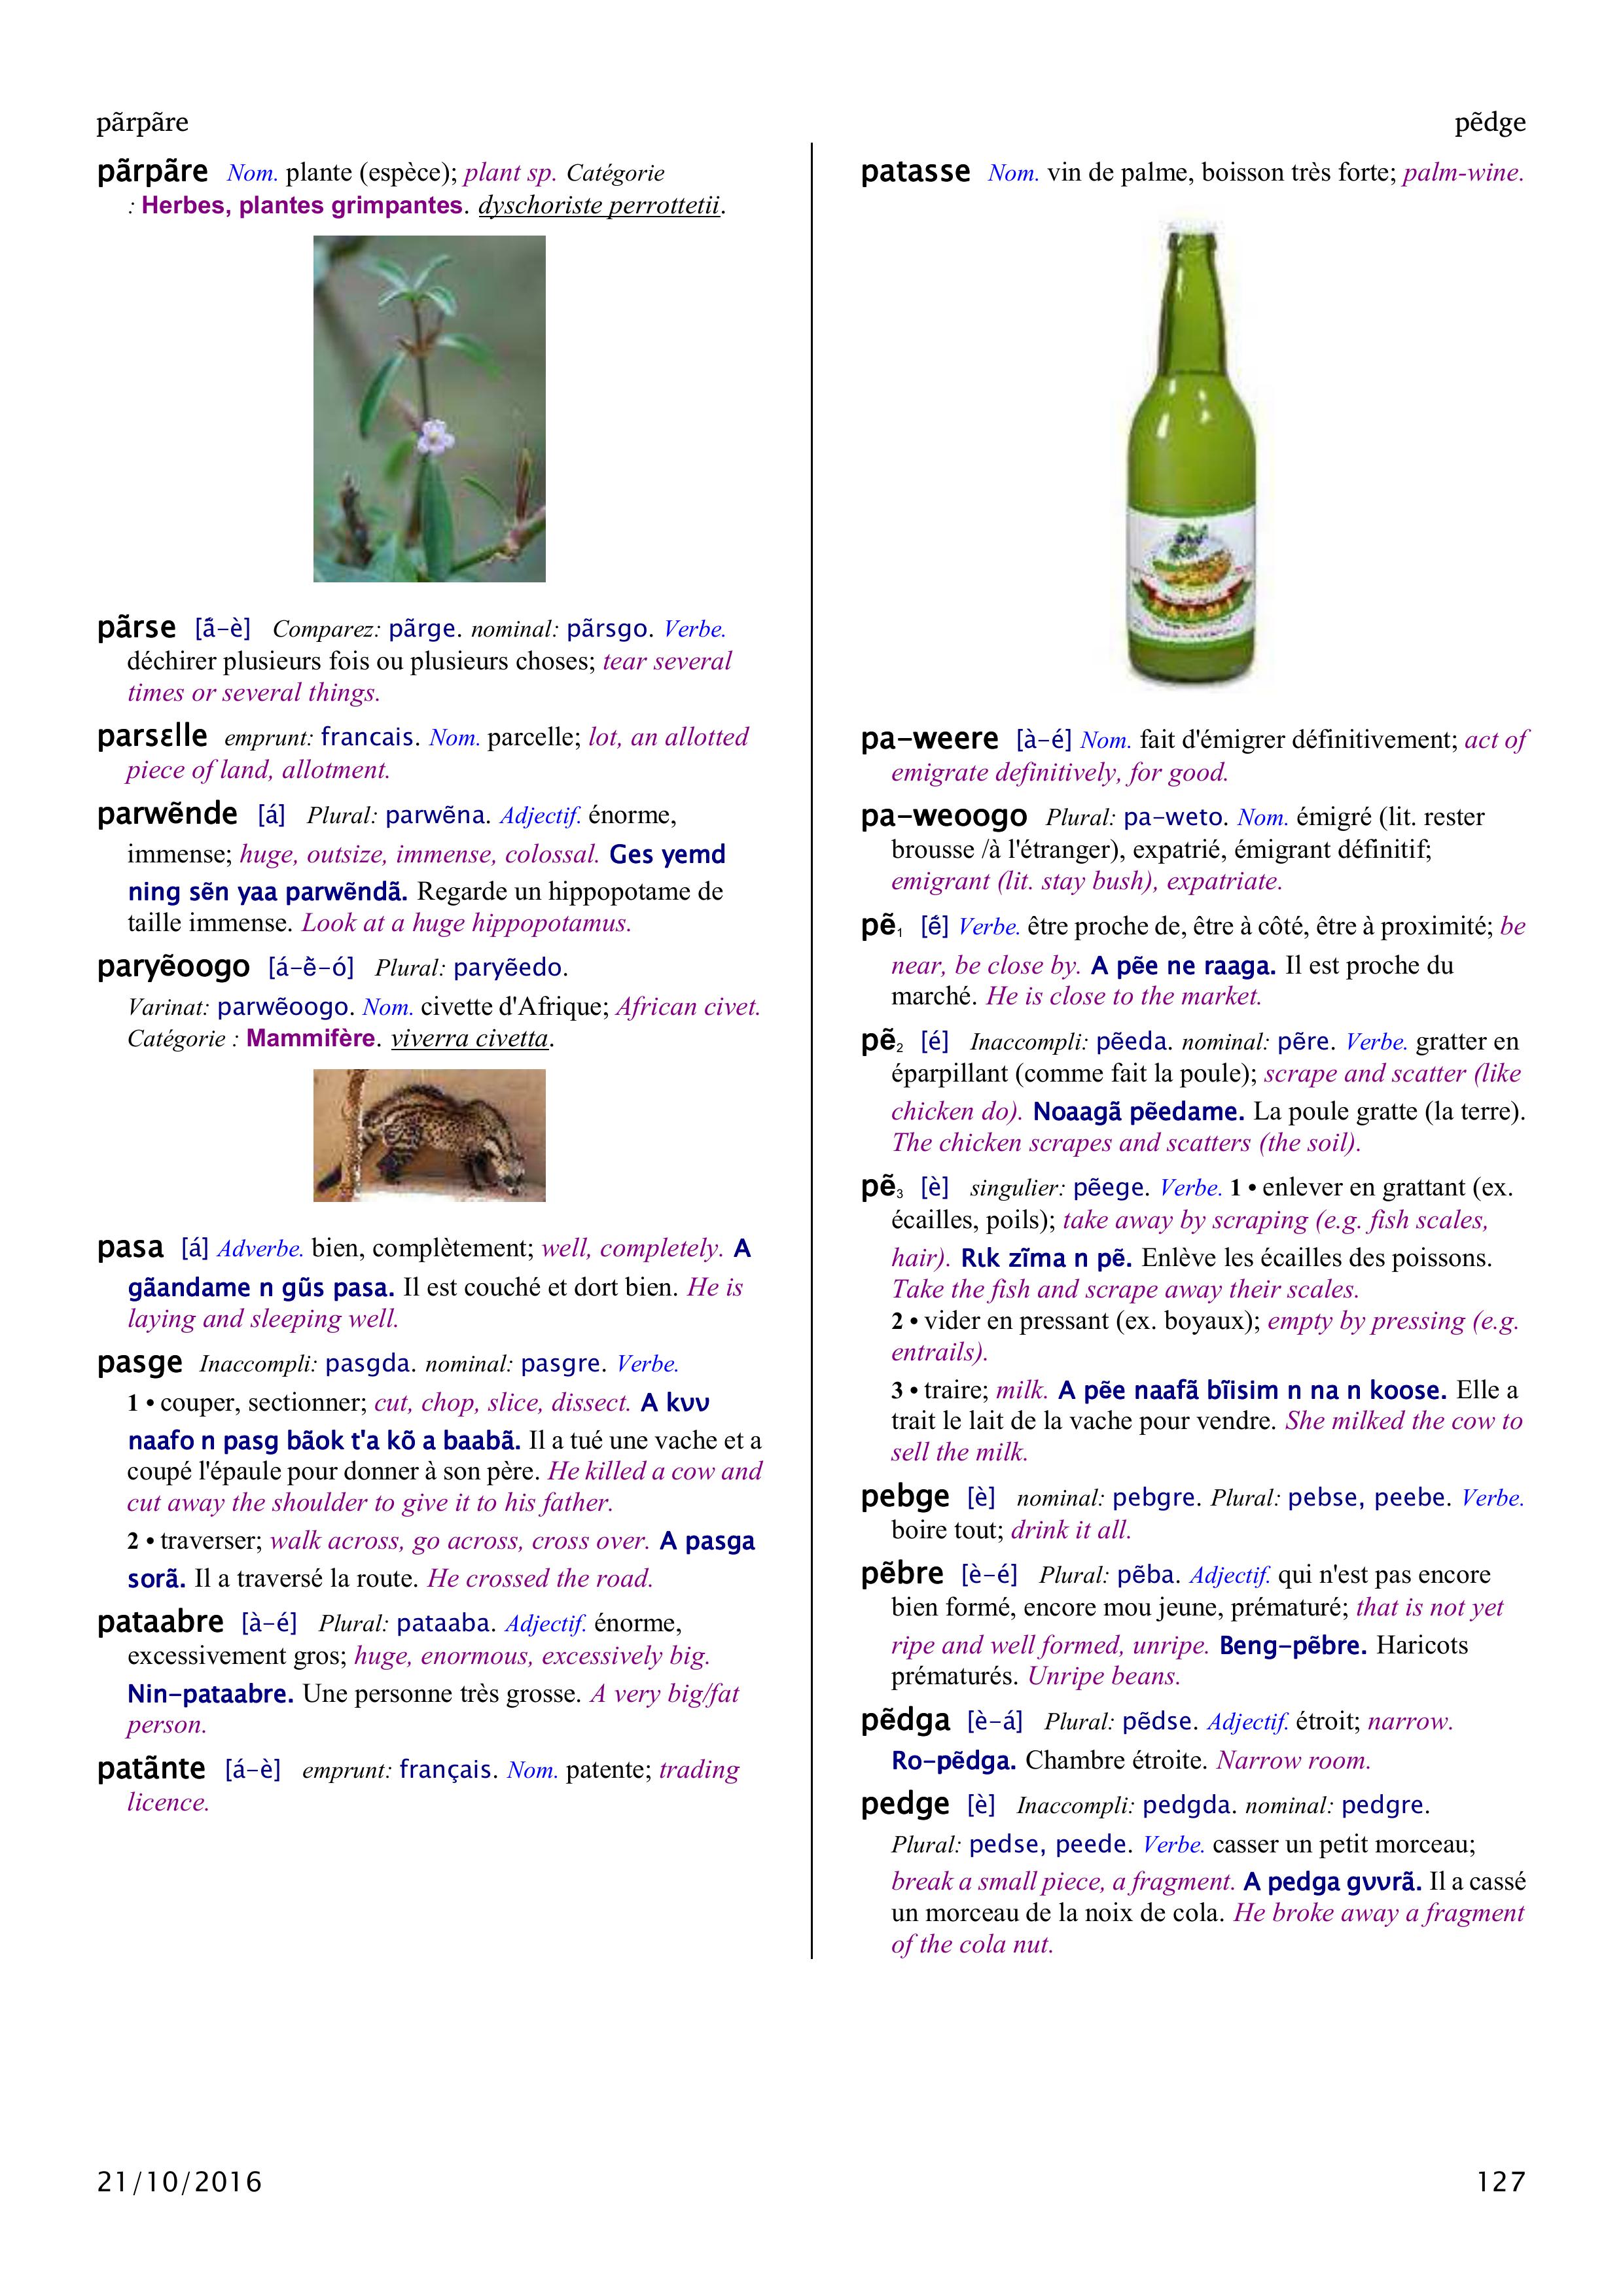 pãrpãre
pẽdge
pãrpãre Nom. plante (espèce); plant sp. Catégorie
: Herbes, plantes grimpantes. dyschoriste perrottetii.
pãrse [ã́-è] Comparez: pãrge. nominal: pãrsgo. Verbe.
déchirer plusieurs fois ou plusieurs choses; tear several
times or several things.
parsɛlle emprunt: francais. Nom. parcelle; lot, an allotted
piece of land, allotment.
parwẽnde [á] Plural: parwẽna. Adjectif. énorme,
immense; huge, outsize, immense, colossal. Ges yemd
ning sẽn yaa parwẽndã. Regarde un hippopotame de
taille immense. Look at a huge hippopotamus.
paryẽoogo [á-ẽ̀-ó] Plural: paryẽedo.
Varinat: parwẽoogo. Nom. civette d'Afrique; African civet.
Catégorie : Mammifère. viverra civetta.
pasa [á] Adverbe. bien, complètement; well, completely. A
gãandame n gũs pasa. Il est couché et dort bien. He is
laying and sleeping well.
pasge Inaccompli: pasgda. nominal: pasgre. Verbe.
1 • couper, sectionner; cut, chop, slice, dissect. A kʋʋ
naafo n pasg bãok t'a kõ a baabã. Il a tué une vache et a
coupé l'épaule pour donner à son père. He killed a cow and
cut away the shoulder to give it to his father.
2 • traverser; walk across, go across, cross over. A pasga
sorã. Il a traversé la route. He crossed the road.
pataabre [à-é] Plural: pataaba. Adjectif. énorme,
excessivement gros; huge, enormous, excessively big.
Nin-pataabre. Une personne très grosse. A very big/fat
person.
patãnte [á-è] emprunt: français. Nom. patente; trading
licence.
patasse Nom. vin de palme, boisson très forte; palm-wine.
pa-weere [à-é] Nom. fait d'émigrer définitivement; act of
emigrate definitively, for good.
pa-weoogo Plural: pa-weto. Nom. émigré (lit. rester
brousse /à l'étranger), expatrié, émigrant définitif;
emigrant (lit. stay bush), expatriate.
pẽ₁ [ẽ́] Verbe. être proche de, être à côté, être à proximité; be
near, be close by. A pẽe ne raaga. Il est proche du
marché. He is close to the market.
pẽ₂ [é] Inaccompli: pẽeda. nominal: pẽre. Verbe. gratter en
éparpillant (comme fait la poule); scrape and scatter (like
chicken do). Noaagã pẽedame. La poule gratte (la terre).
The chicken scrapes and scatters (the soil).
pẽ₃ [è] singulier: pẽege. Verbe. 1 • enlever en grattant (ex.
écailles, poils); take away by scraping (e.g. fish scales,
hair). Rɩk zĩma n pẽ. Enlève les écailles des poissons.
Take the fish and scrape away their scales.
2 • vider en pressant (ex. boyaux); empty by pressing (e.g.
entrails).
3 • traire; milk. A pẽe naafã bĩisim n na n koose. Elle a
trait le lait de la vache pour vendre. She milked the cow to
sell the milk.
pebge [è] nominal: pebgre. Plural: pebse, peebe. Verbe.
boire tout; drink it all.
pẽbre [è-é] Plural: pẽba. Adjectif. qui n'est pas encore
bien formé, encore mou jeune, prématuré; that is not yet
ripe and well formed, unripe. Beng-pẽbre. Haricots
prématurés. Unripe beans.
pẽdga [è-á] Plural: pẽdse. Adjectif. étroit; narrow.
Ro-pẽdga. Chambre étroite. Narrow room.
pedge [è] Inaccompli: pedgda. nominal: pedgre.
Plural: pedse, peede. Verbe. casser un petit morceau;
break a small piece, a fragment. A pedga gʋʋrã. Il a cassé
un morceau de la noix de cola. He broke away a fragment
of the cola nut.
21/10/2016
127